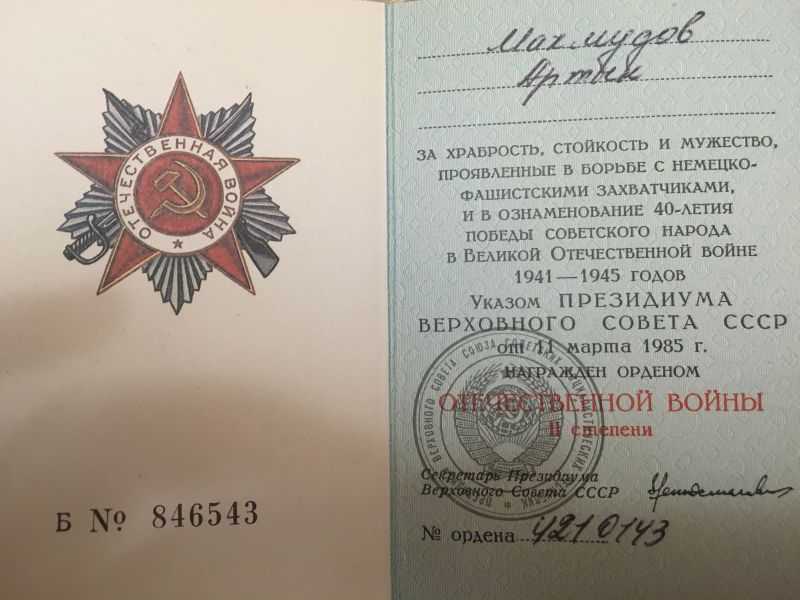 ОТЕЧЕСТВЕННАЯ ВОЙНА
Б № 846543
Махмудов
Артык
ЗА ХРАБРОСТЬ, СТОЙКОСТЬ И МУЖЕСТВО,
ПРОЯВЛЕННЫЕ В БОРЬБЕ С НЕМЕЦКО-
ФАШИСТСКИМИ ЗАХВАТЧИКАМИ,
И В ОЗНАМЕНОВАНИЕ 40-ЛЕТИЯ
ПОБЕДЫ СОВЕТСКОГО НАРОДА
В ВЕЛИКОЙ ОТЕЧЕСТВЕННОЙ ВОЙНЕ
1941—1945 ГОДОВ
УКАЗОМ ПРЕЗИДИУМА
ВЕРХОВНОГО СОВЕТА СССР
от 11 марта 1985 г.
НАГРАЖДЕН ОРДЕНОМ
ОТЕЧЕСТВЕННОЙ ВОЙНЫ
II степени
Секретарь Президиума
Верховного Совета СССР
№ ордена 4210143